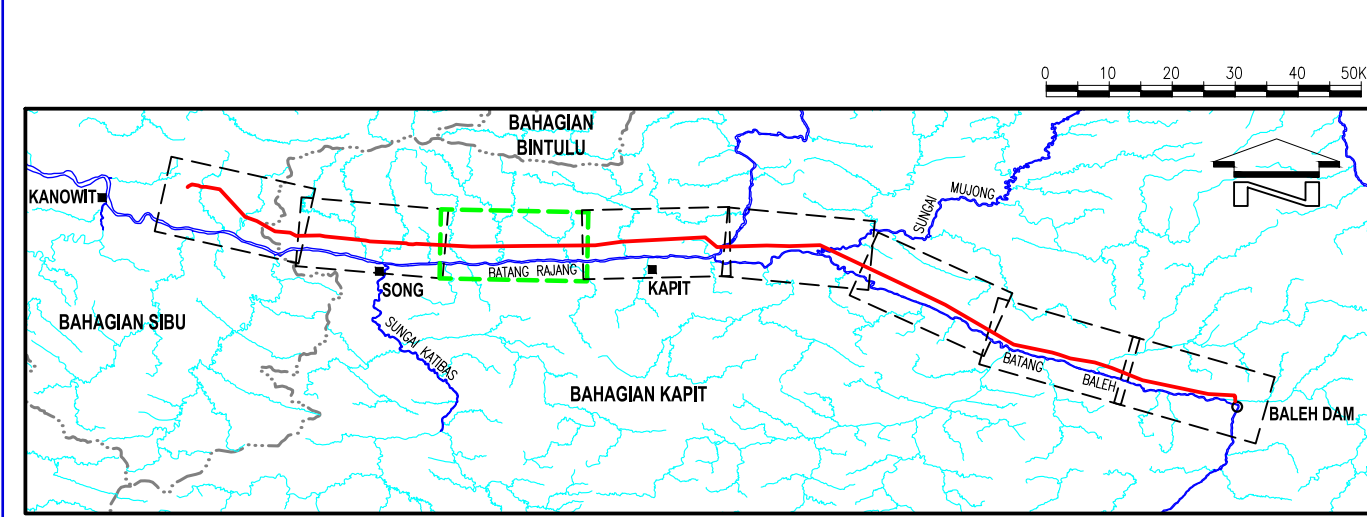 0 10 20 30 40 50K
BAHAGIAN
BINTULU
KANOWIT
SUNGAI
MUJONG
BATANG RAJANG
SONG
KAPIT
BAHAGIAN SIBU
SUNGAI KATIBAS
BAHAGIAN KAPIT
BATANG
BALEH
BALEH DAM